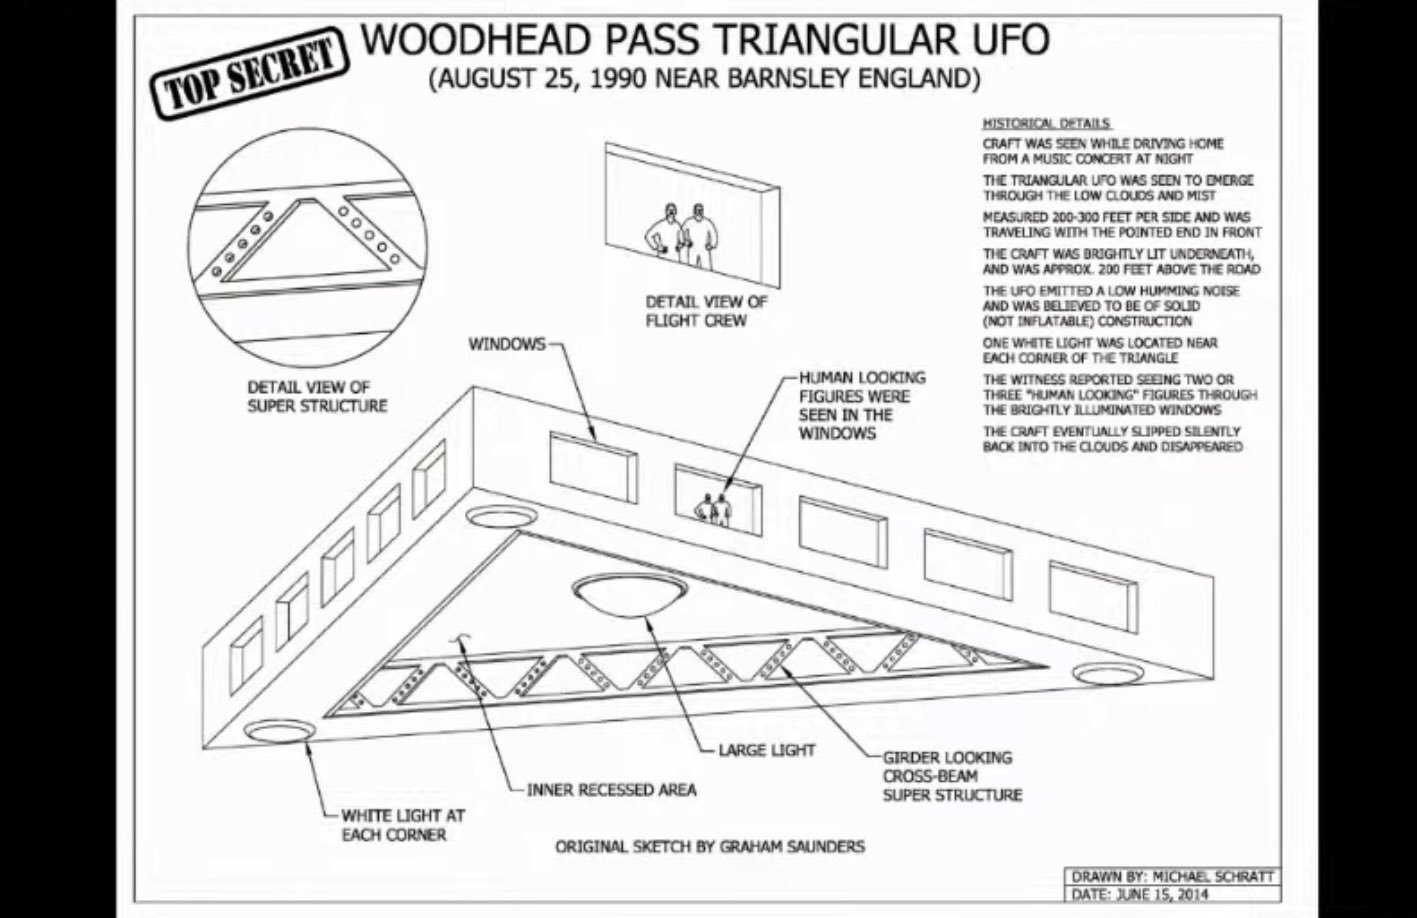 TOP SECRET
WOODHEAD PASS TRIANGULAR UFO
(AUGUST 25, 1990 NEAR BARNSLEY ENGLAND)
HISTORICAL DETAILS
CRAFT WAS SEEN WHILE DRIVING HOME
FROM A MUSIC CONCERT AT NIGHT
THE TRIANGULAR UFO WAS SEEN TO EMERGE
THROUGH THE LOW CLOUDS AND MIST
MEASURED 200-300 FEET PER SIDE AND WAS
TRAVELING WITH THE POINTED END IN FRONT
THE CRAFT WAS BRIGHTLY LIT UNDERNEATH,
AND WAS APPROX. 200 FEET ABOVE THE ROAD
THE UFO EMITTED A LOW HUMMING NOISE
AND WAS BELIEVED TO BE OF SOLID
(NOT INFLATABLE) CONSTRUCTION
ONE WHITE LIGHT WAS LOCATED NEAR
EACH CORNER OF THE TRIANGLE
THE WITNESS REPORTED SEEING TWO OR
THREE "HUMAN LOOKING" FIGURES THROUGH
THE BRIGHTLY ILLUMINATED WINDOWS
THE CRAFT EVENTUALLY SLIPPED SILENTLY
BACK INTO THE CLOUDS AND DISAPPEARED
DETAIL VIEW OF
FLIGHT CREW
DETAIL VIEW OF
SUPER STRUCTURE
WINDOWS
HUMAN LOOKING
FIGURES WERE
SEEN IN THE
WINDOWS
LARGE LIGHT
GIRDER LOOKING
CROSS-BEAM
SUPER STRUCTURE
INNER RECESSED AREA
WHITE LIGHT AT
EACH CORNER
ORIGINAL SKETCH BY GRAHAM SAUNDERS
DRAWN BY: MICHAEL SCHRATT
DATE: JUNE 15, 2014